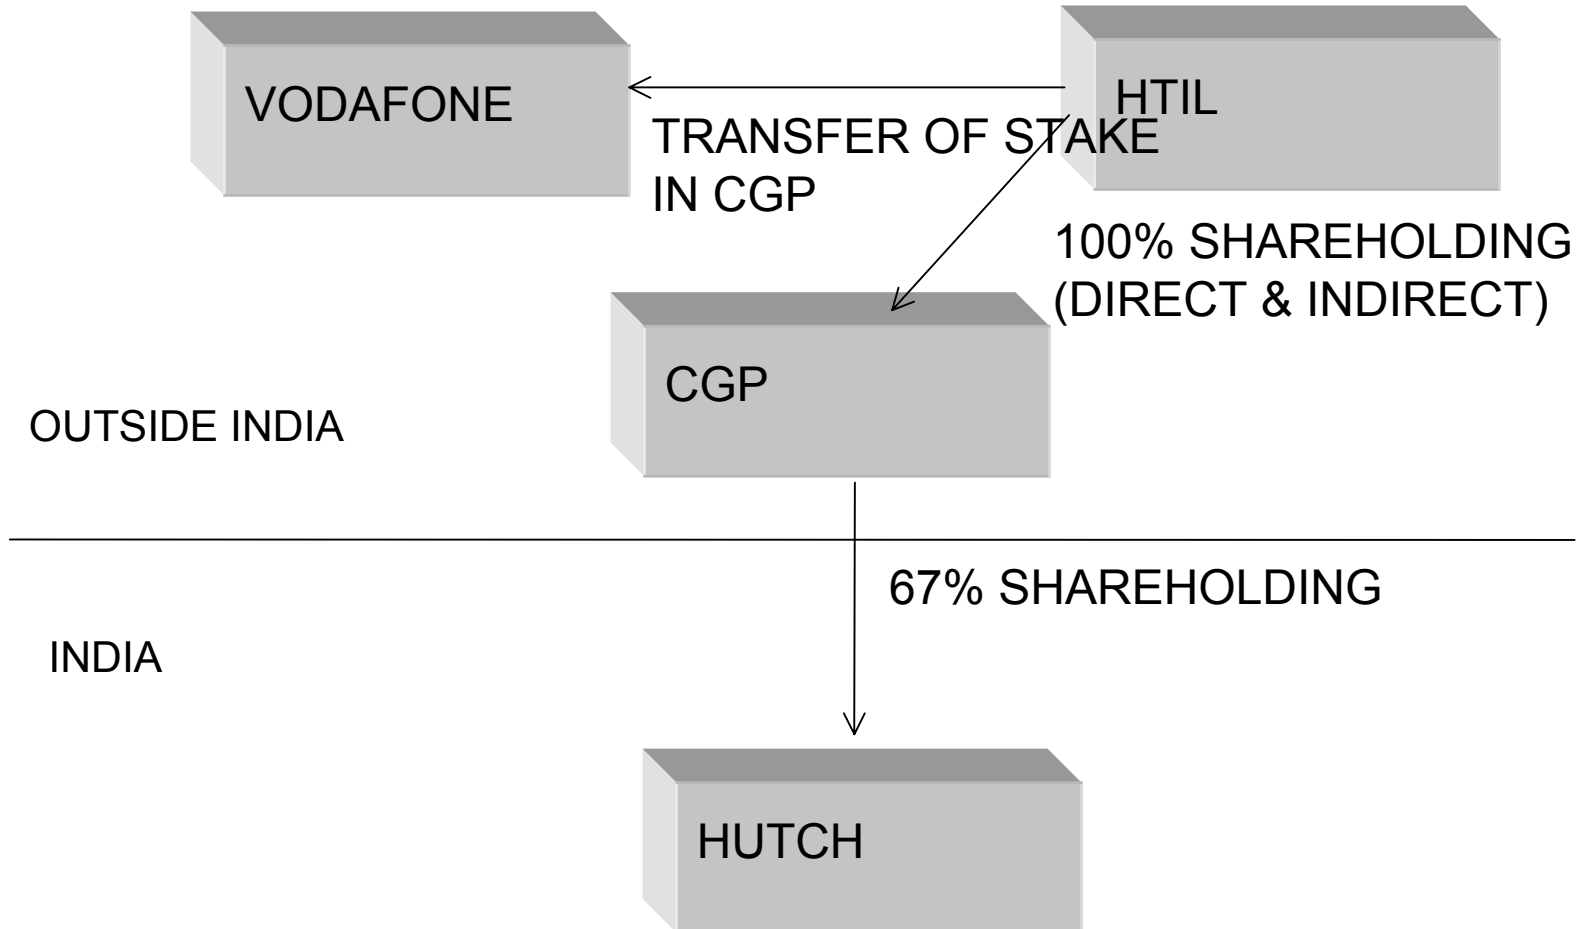 VODAFONE
HTIL
TRANSFER OF STAKE
IN CGP
100% SHAREHOLDING
(DIRECT & INDIRECT)
CGP
OUTSIDE INDIA
67% SHAREHOLDING
INDIA
HUTCH